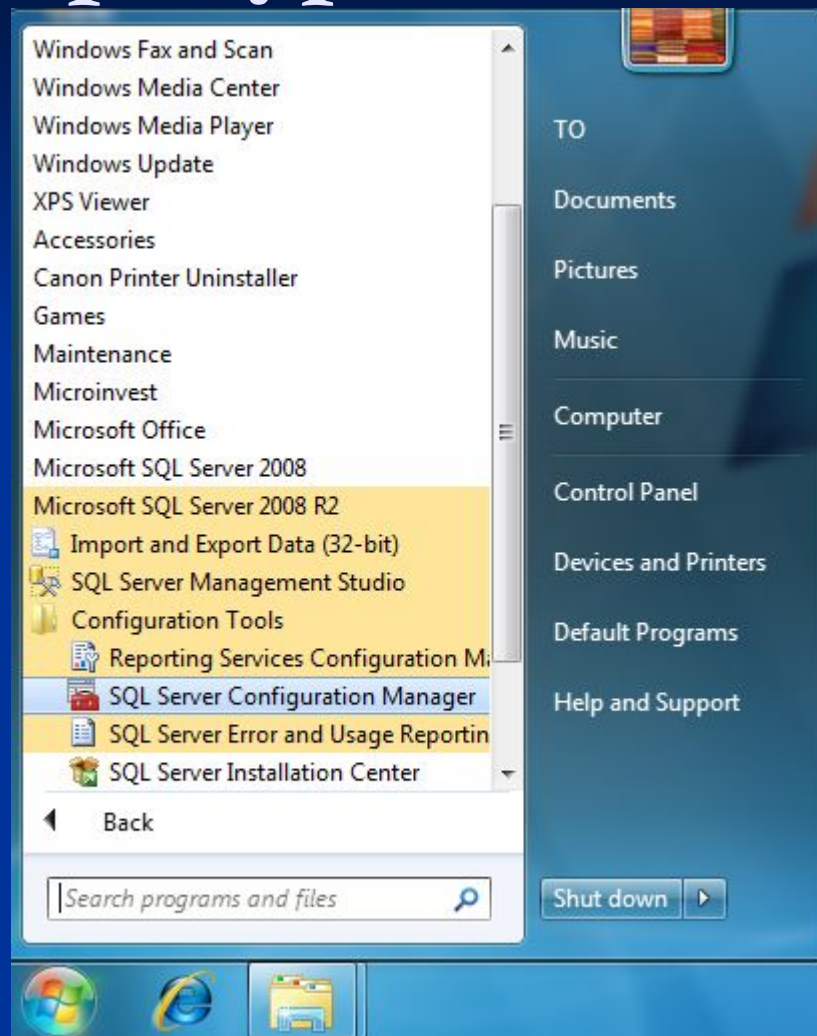 Windows Fax and Scan
Windows Media Center
Windows Media Player
Windows Update
XPS Viewer
Accessories
Canon Printer Uninstaller
Games
Maintenance
Microinvest
Microsoft Office
Microsoft SQL Server 2008
Microsoft SQL Server 2008 R2
Import and Export Data (32-bit)
SQL Server Management Studio
Configuration Tools
Reporting Services Configuration Ma
SQL Server Configuration Manager
SQL Server Error and Usage Reportin
SQL Server Installation Center
Back
Search programs and files
TO
Documents
Pictures
Music
Computer
Control Panel
Devices and Printers
Default Programs
Help and Support
Shut down